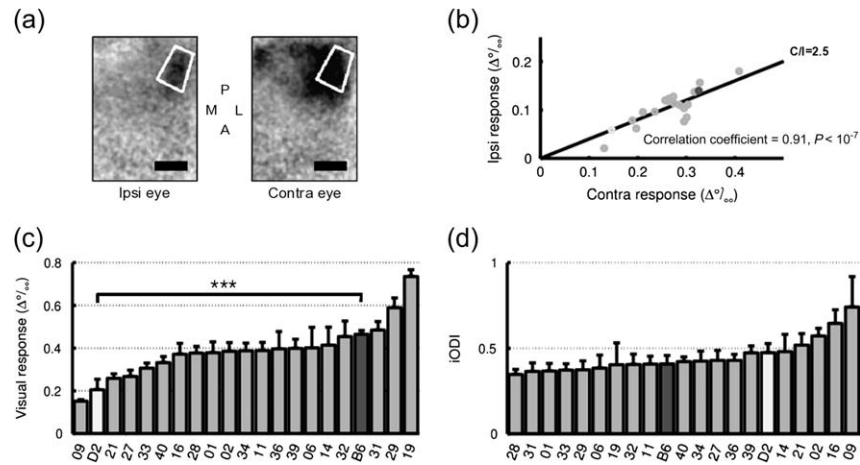 (a)
P
M L
A
Ipsi eye
Contra eye
(b)
Ipsi response (Δ°/₀₀)
0.2
0.1
0
C/I=2.5
Correlation coefficient = 0.91, P < 10⁻⁷
0 0.1 0.2 0.3 0.4
Contra response (Δ°/₀₀)
(c)
Visual response (Δ°/₀₀)
0.8
0.6
0.4
0.2
0
***
09 D2 21 27 33 40 16 28 01 02 34 11 36 39 06 14 32 B6 31 29 19
(d)
iODI
1
0.5
0
28 31 01 33 29 06 19 32 11 B6 40 34 27 36 39 D2 14 21 02 16 09